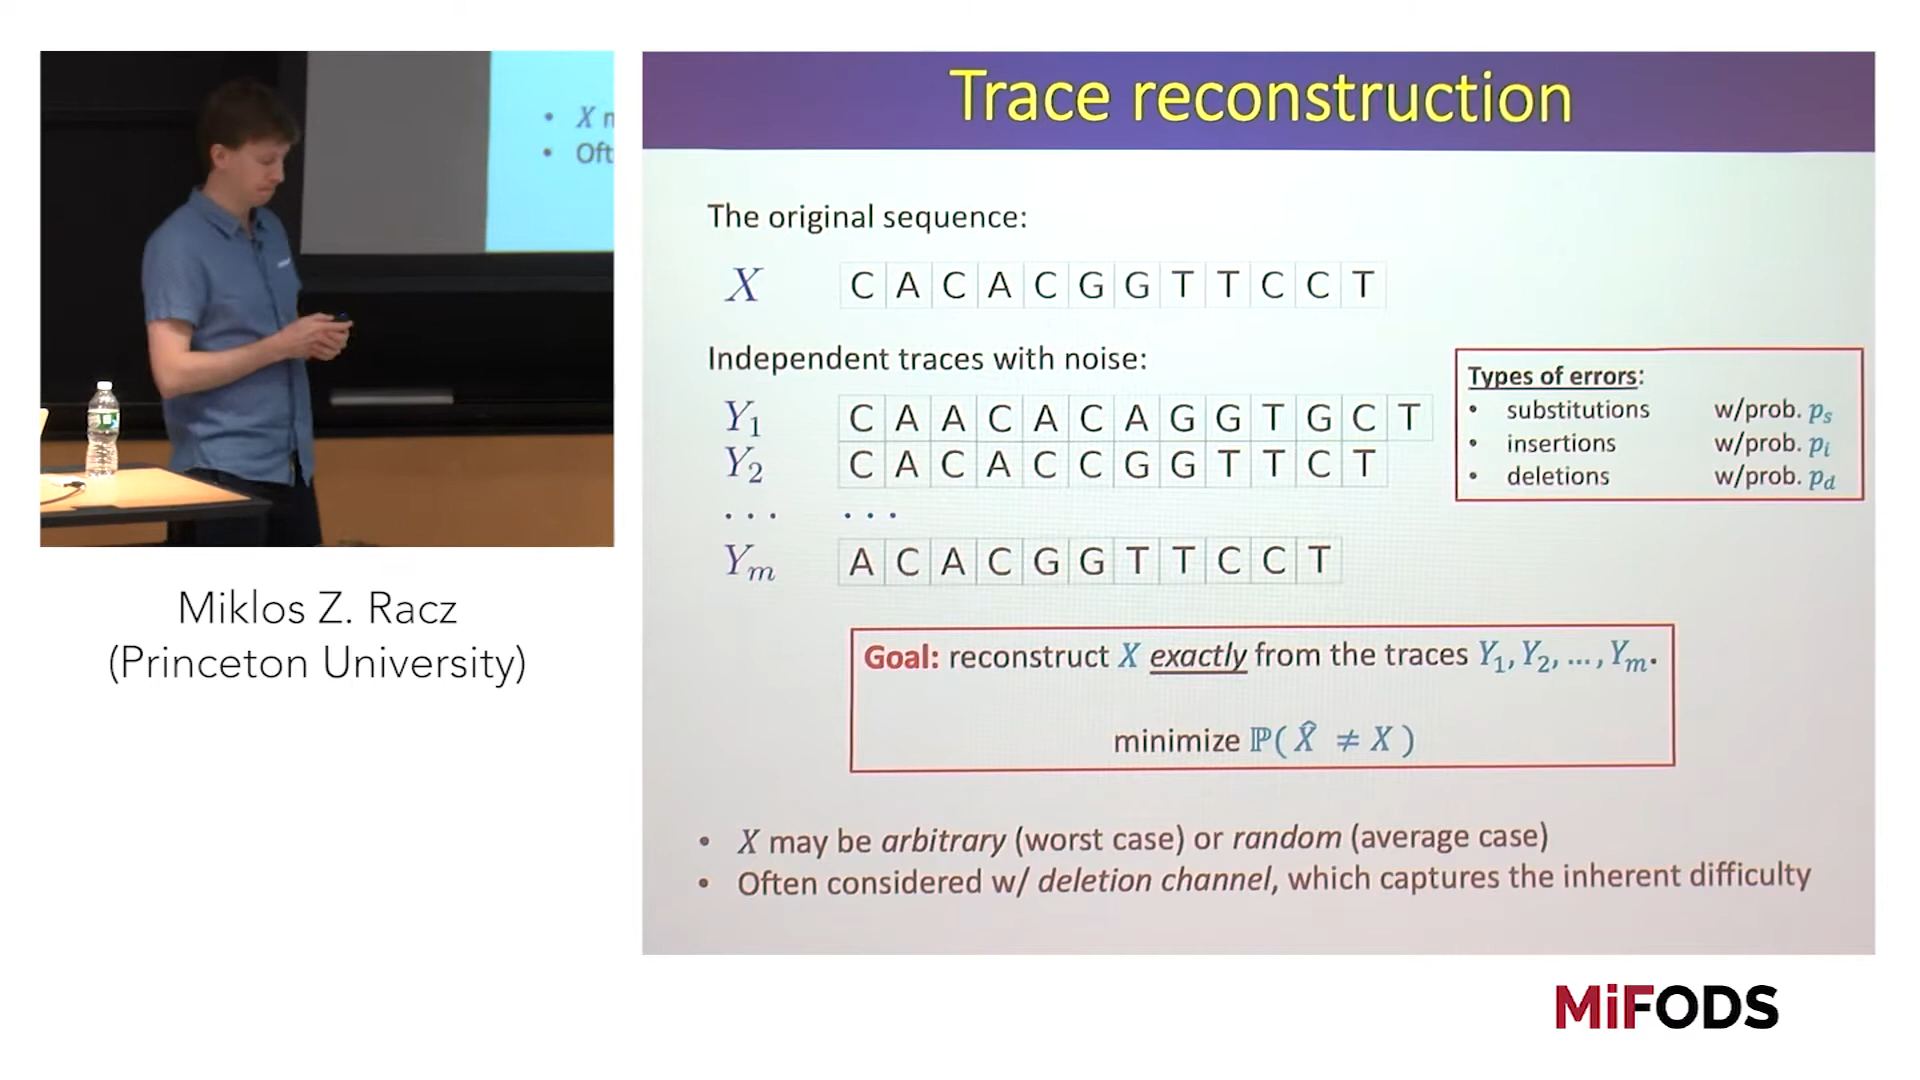 • X
• Oft
Trace reconstruction
The original sequence:
X C A C A C G G T T C C T
Independent traces with noise:
Y₁ C A A C A C A G G T G C T
Y₂ C A C A C C G G T T C T
... ...
Yₘ A C A C G G T T C C T
Types of errors:
• substitutions w/prob. pₛ
• insertions w/prob. pᵢ
• deletions w/prob. p_d
Goal: reconstruct X exactly from the traces Y₁, Y₂, ..., Yₘ.
minimize ℙ( X̂ ≠ X )
• X may be arbitrary (worst case) or random (average case)
• Often considered w/ deletion channel, which captures the inherent difficulty
Miklos Z. Racz
(Princeton University)
MiFODS